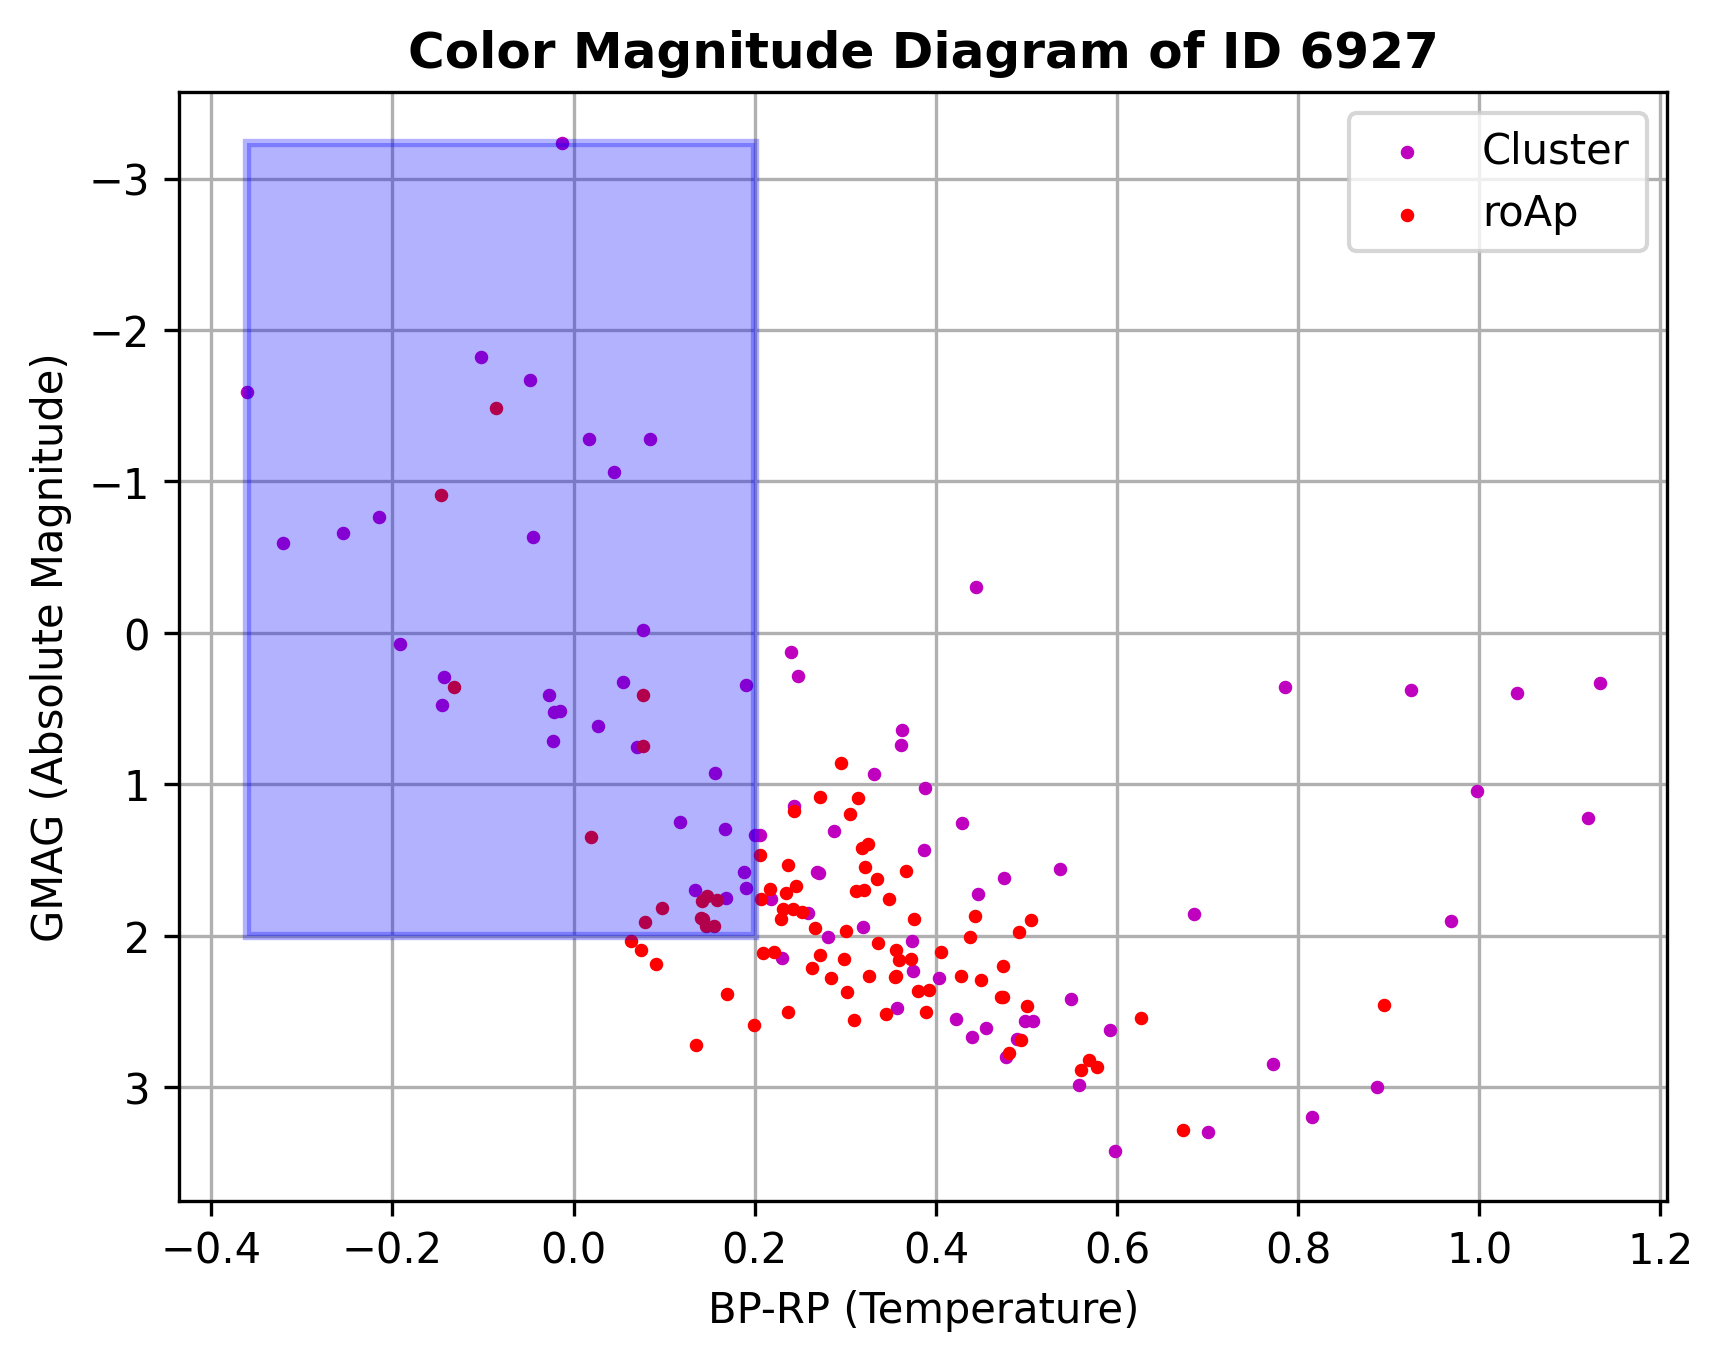 Color Magnitude Diagram of ID 6927
Cluster
roAp
GMAG (Absolute Magnitude)
−3
−2
−1
0
1
2
3
−0.4 −0.2 0.0 0.2 0.4 0.6 0.8 1.0 1.2
BP-RP (Temperature)